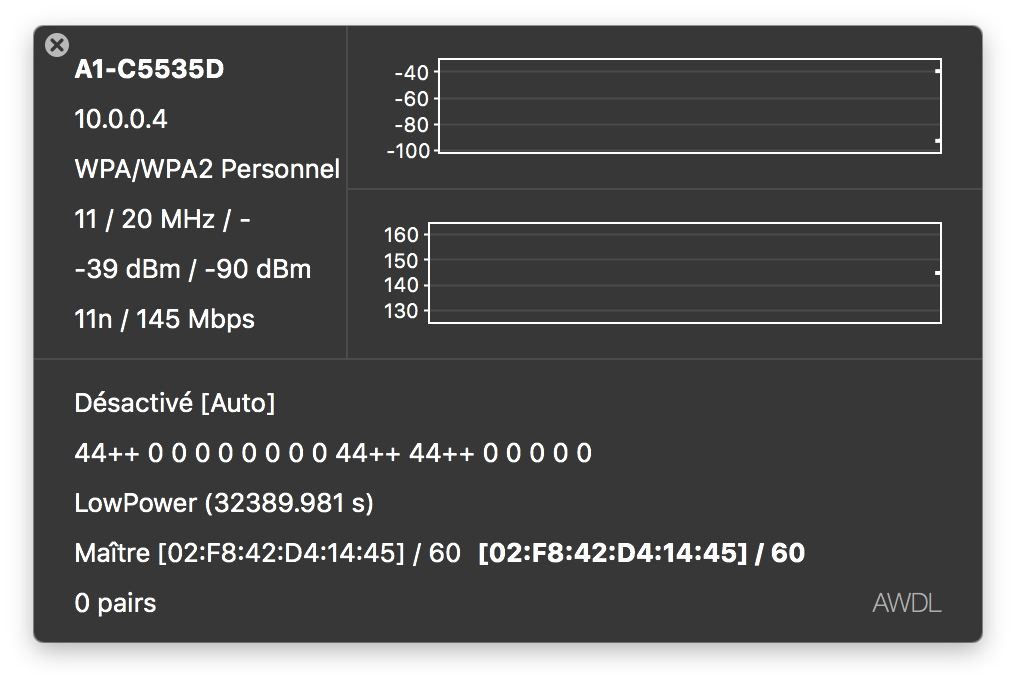 A1-C5535D
10.0.0.4
WPA/WPA2 Personnel
11 / 20 MHz / -
-39 dBm / -90 dBm
11n / 145 Mbps
-40
-60
-80
-100
160
150
140
130
Désactivé [Auto]
44++ 0 0 0 0 0 0 0 0 44++ 44++ 0 0 0 0 0
LowPower (32389.981 s)
Maître [02:F8:42:D4:14:45] / 60 [02:F8:42:D4:14:45] / 60
0 pairs
AWDL